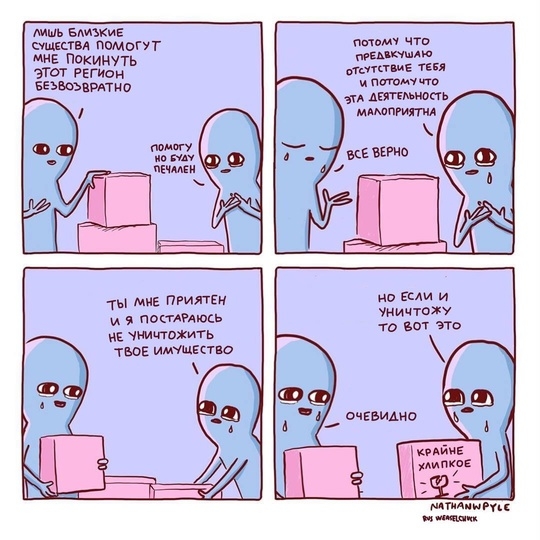 ЛИШЬ БЛИЗКИЕ
СУЩЕСТВА ПОМОГУТ
МНЕ ПОКИНУТЬ
ЭТОТ РЕГИОН
БЕЗВОЗВРАТНО
ПОМОГУ
НО БУДУ
ПЕЧАЛЕН
ПОТОМУ ЧТО
ПРЕДВКУШАЮ
ОТСУТСТВИЕ ТЕБЯ
И ПОТОМУ ЧТО
ЭТА ДЕЯТЕЛЬНОСТЬ
МАЛОПРИЯТНА
ВСЕ ВЕРНО
ТЫ МНЕ ПРИЯТЕН
И Я ПОСТАРАЮСЬ
НЕ УНИЧТОЖИТЬ
ТВОЕ ИМУЩЕСТВО
НО ЕСЛИ И
УНИЧТОЖУ
ТО ВОТ ЭТО
ОЧЕВИДНО
КРАЙНЕ
ХЛИПКОЕ
NATHANWPYLE
RUS WEASELCHUCK